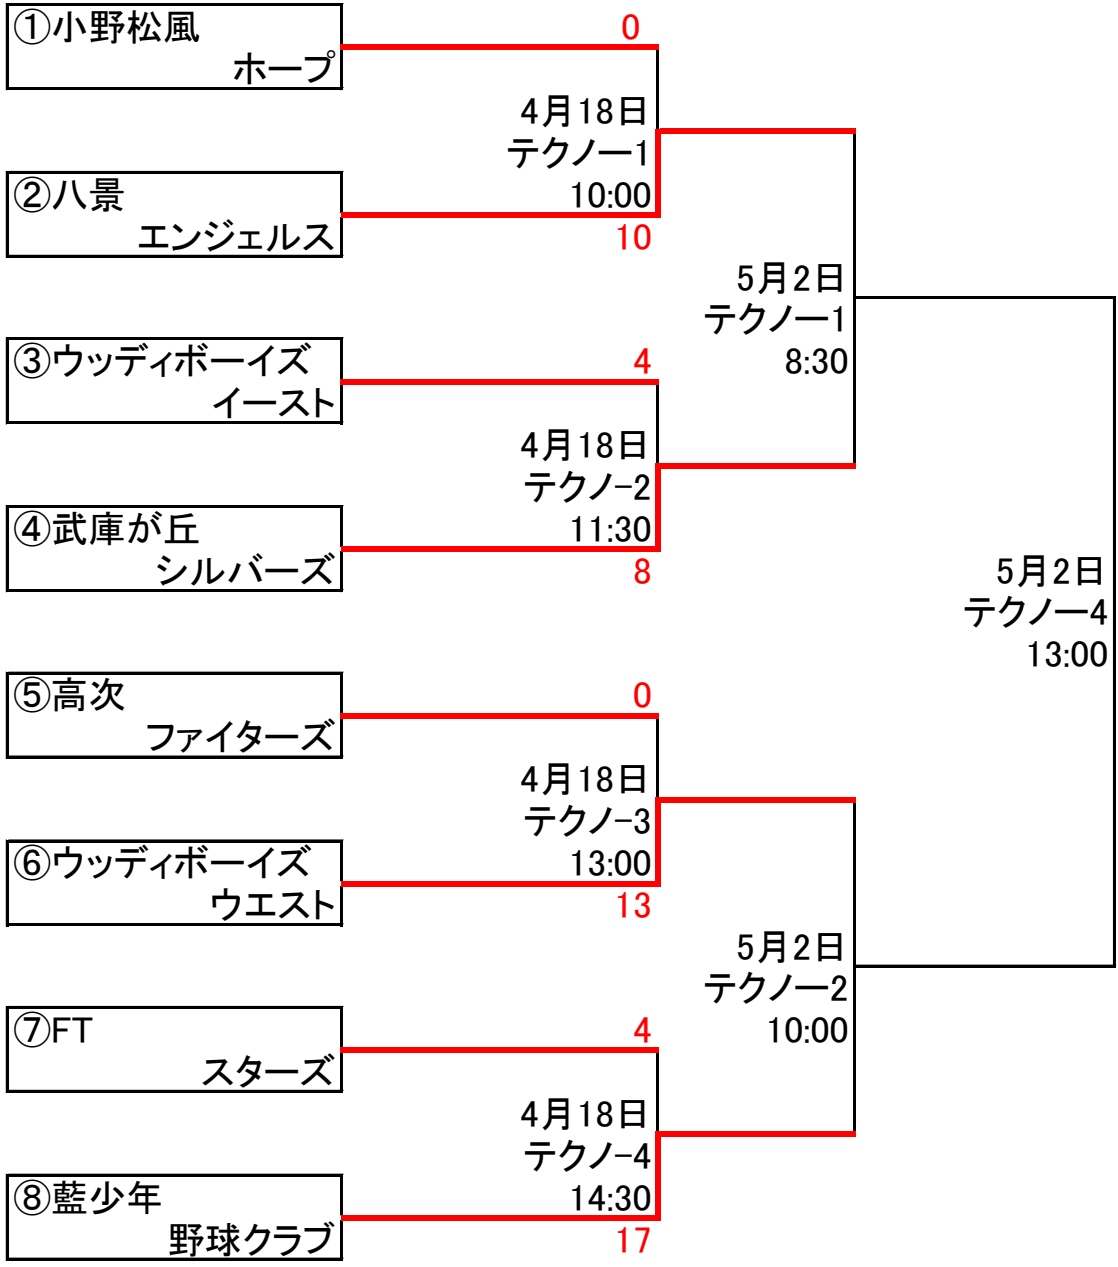 ①小野松風
ホープ
0
4月18日
テクノー1
10:00
②八景
エンジェルス
10
5月2日
テクノー1
8:30
③ウッディボーイズ
イースト
4
4月18日
テクノ-2
11:30
④武庫が丘
シルバーズ
8
5月2日
テクノー4
13:00
⑤高次
ファイターズ
0
4月18日
テクノ-3
13:00
⑥ウッディボーイズ
ウエスト
13
5月2日
テクノー2
10:00
⑦FT
スターズ
4
4月18日
テクノ-4
14:30
⑧藍少年
野球クラブ
17